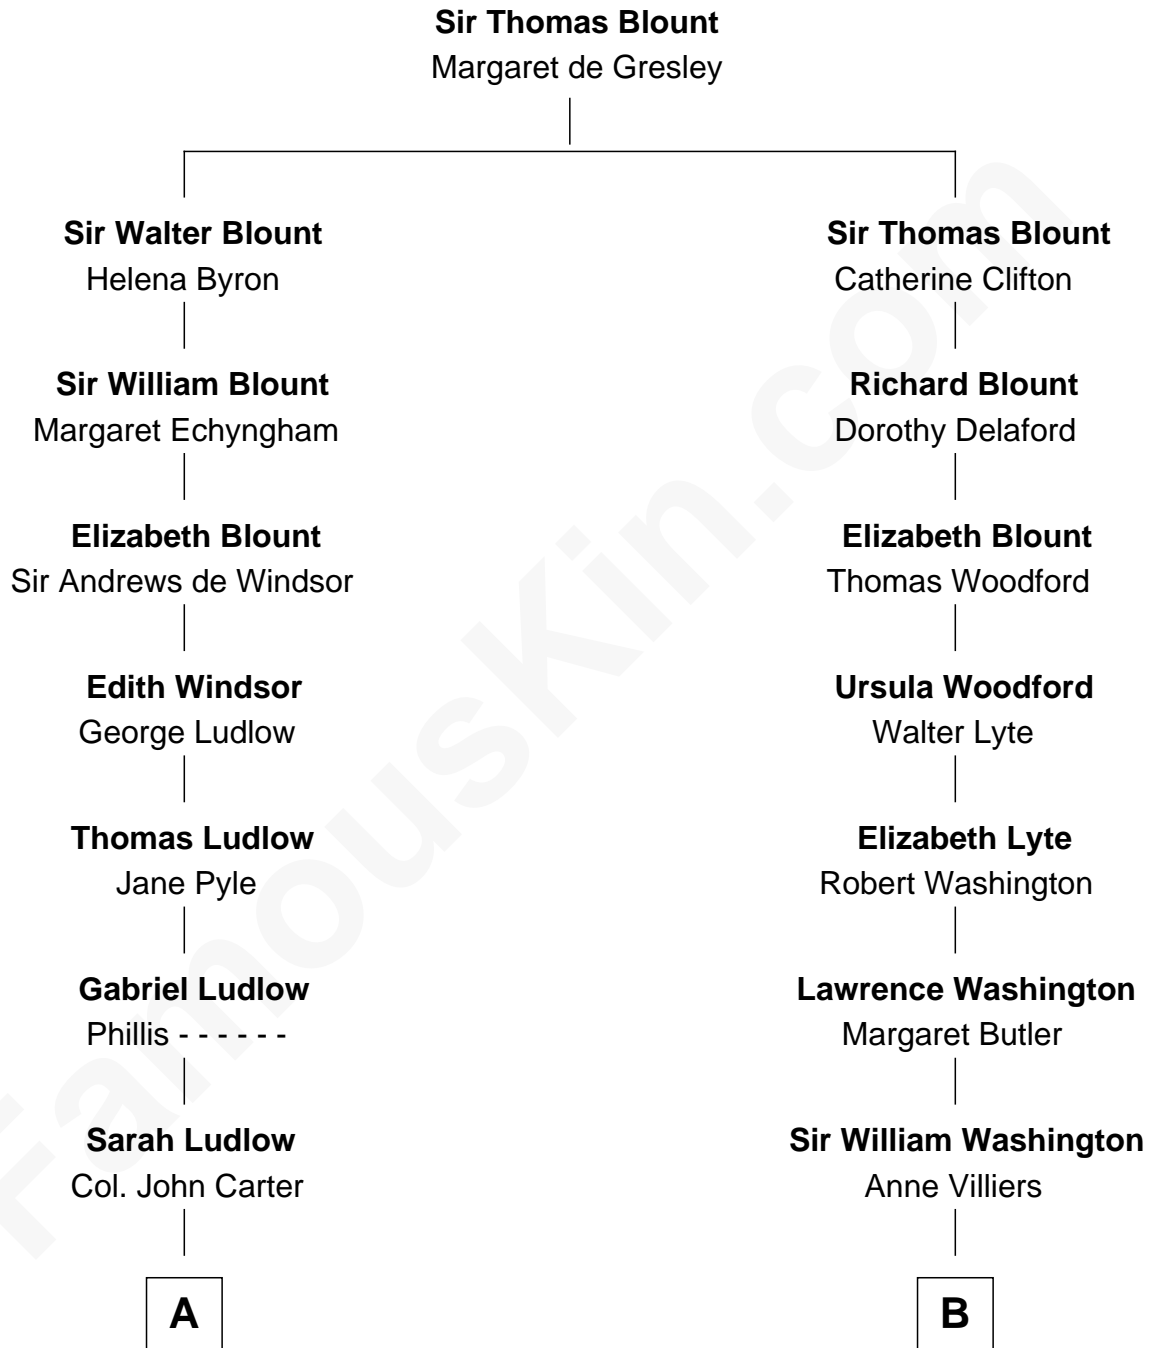 Sir Thomas Blount
Margaret de Gresley
Sir Walter Blount
Helena Byron
Sir Thomas Blount
Catherine Clifton
Sir William Blount
Margaret Echyngham
Richard Blount
Dorothy Delaford
Elizabeth Blount
Sir Andrews de Windsor
Elizabeth Blount
Thomas Woodford
Edith Windsor
George Ludlow
Ursula Woodford
Walter Lyte
Thomas Ludlow
Jane Pyle
Elizabeth Lyte
Robert Washington
Gabriel Ludlow
Phillis - - - - - -
Lawrence Washington
Margaret Butler
Sarah Ludlow
Col. John Carter
Sir William Washington
Anne Villiers
A
B
FamousKin.com